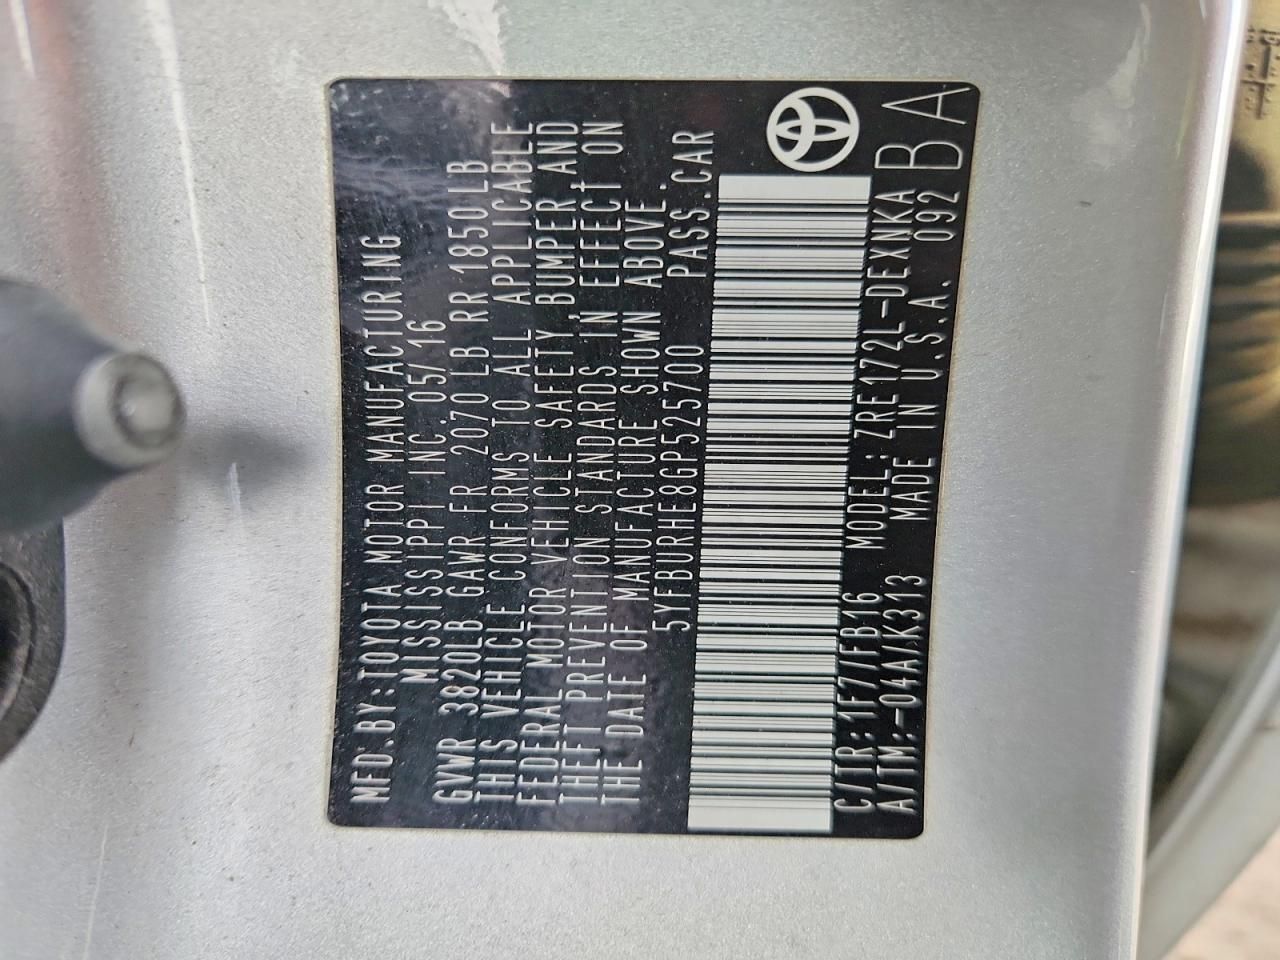 MFD.BY:TOYOTA MOTOR MANUFACTURING
MISSISSIPPI INC. 05/16
GVWR 3820LB GAWR FR 2070 LB RR 1850LB
THIS VEHICLE CONFORMS TO ALL APPLICABLE
FEDERAL MOTOR VEHICLE SAFETY, BUMPER, AND
THEFT PREVENTION STANDARDS IN EFFECT ON
THE DATE OF MANUFACTURE SHOWN ABOVE.
5YFBURHE8GP525700 PASS.CAR
C/TR:1F7/FB16 MODEL:ZRE172L-DEXNKA B A
A/TM:-04A/K313 MADE IN U.S.A. 092 B